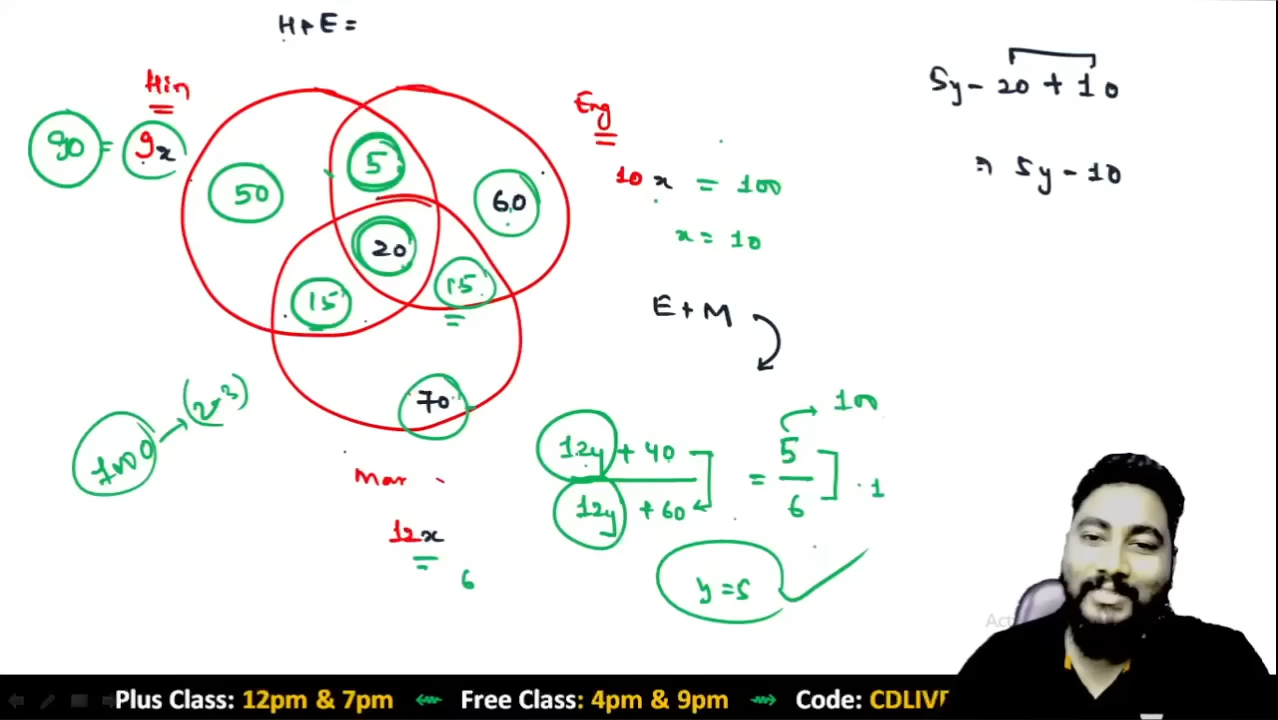 H+E =
Hin
90 = 9x
Eng
10x = 100
x = 10
5y - 20 + 10
⇒ 5y - 10
50
5
60
20
15
15
70
E+M
100
12y + 40
12y + 60
= 5
6
1
y = 5
1000 →
Mar
12x
=
6
Plus Class: 12pm & 7pm
Free Class: 4pm & 9pm
Code: CDLIVE